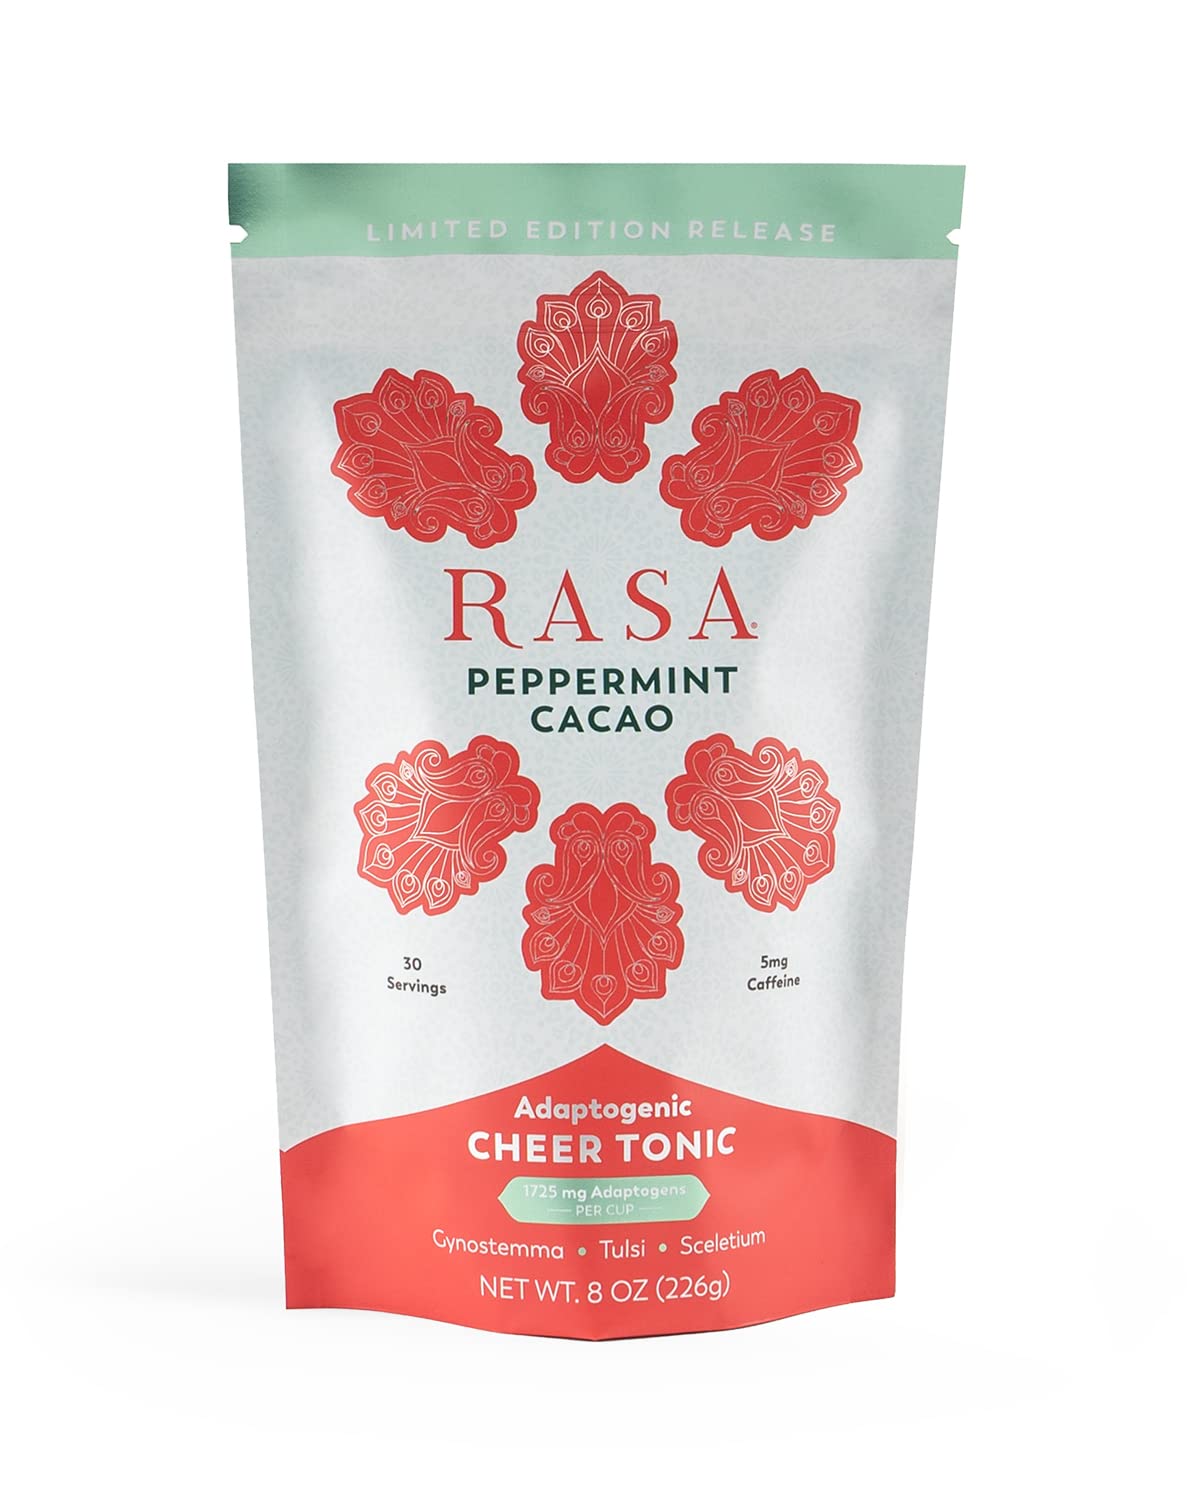 LIMITED EDITION RELEASE
RASA®
PEPPERMINT
CACAO
30
Servings
5mg
Caffeine
Adaptogenic
CHEER TONIC
1725 mg Adaptogens
PER CUP
Gynostemma • Tulsi • Sceletium
NET WT. 8 OZ (226g)